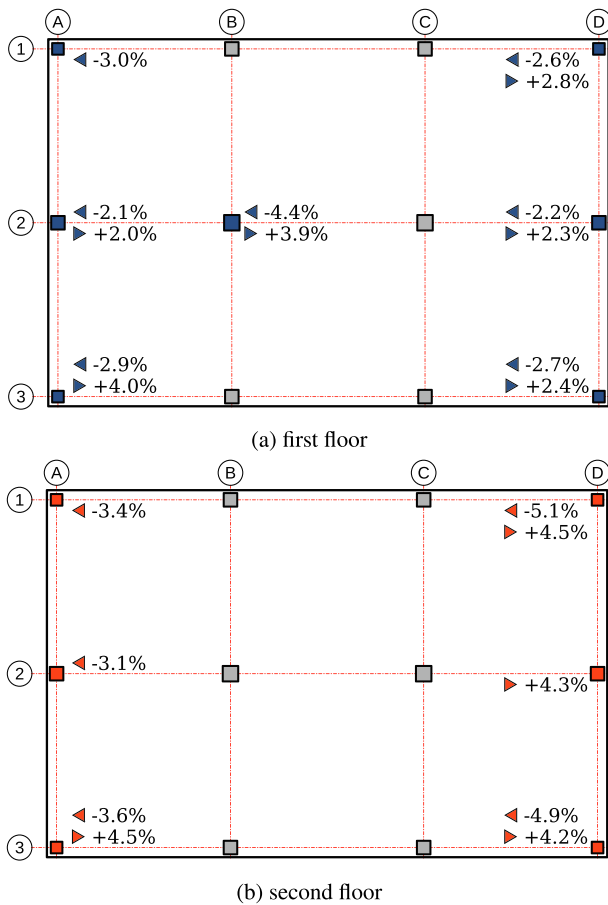 A B C D
1
-3.0% -2.6%
+2.8%
2
-2.1% -4.4% -2.2%
+2.0% +3.9% +2.3%
-2.9% -2.7%
+4.0% +2.4%
3
(a) first floor
A B C D
1
-3.4% -5.1%
+4.5%
-3.1%
2
+4.3%
-3.6% -4.9%
+4.5% +4.2%
3
(b) second floor